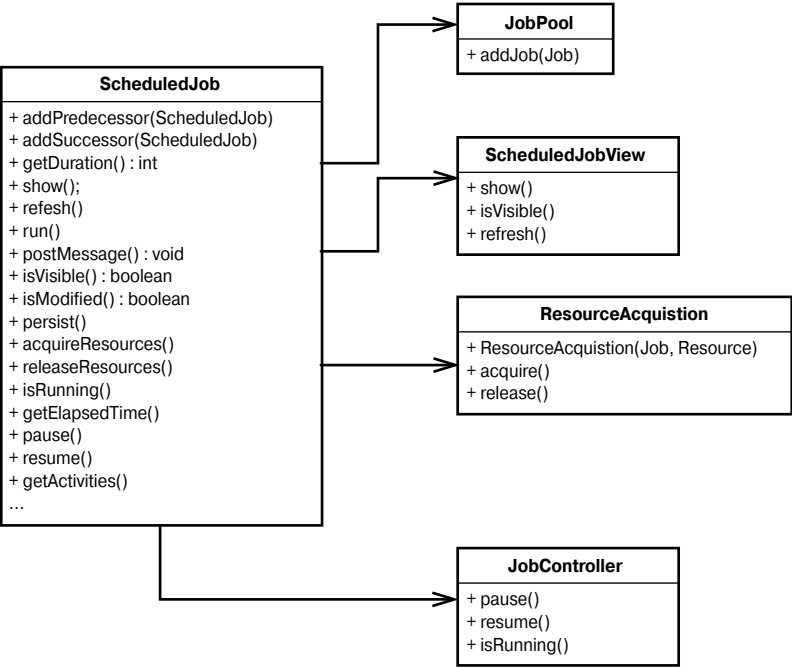 ScheduledJob
+ addPredecessor(ScheduledJob)
+ addSuccessor(ScheduledJob)
+ getDuration() : int
+ show();
+ refesh()
+ run()
+ postMessage() : void
+ isVisible() : boolean
+ isModified() : boolean
+ persist()
+ acquireResources()
+ releaseResources()
+ isRunning()
+ getElapsedTime()
+ pause()
+ resume()
+ getActivities()
...
JobPool
+ addJob(Job)
ScheduledJobView
+ show()
+ isVisible()
+ refresh()
ResourceAcquistion
+ ResourceAcquistion(Job, Resource)
+ acquire()
+ release()
JobController
+ pause()
+ resume()
+ isRunning()